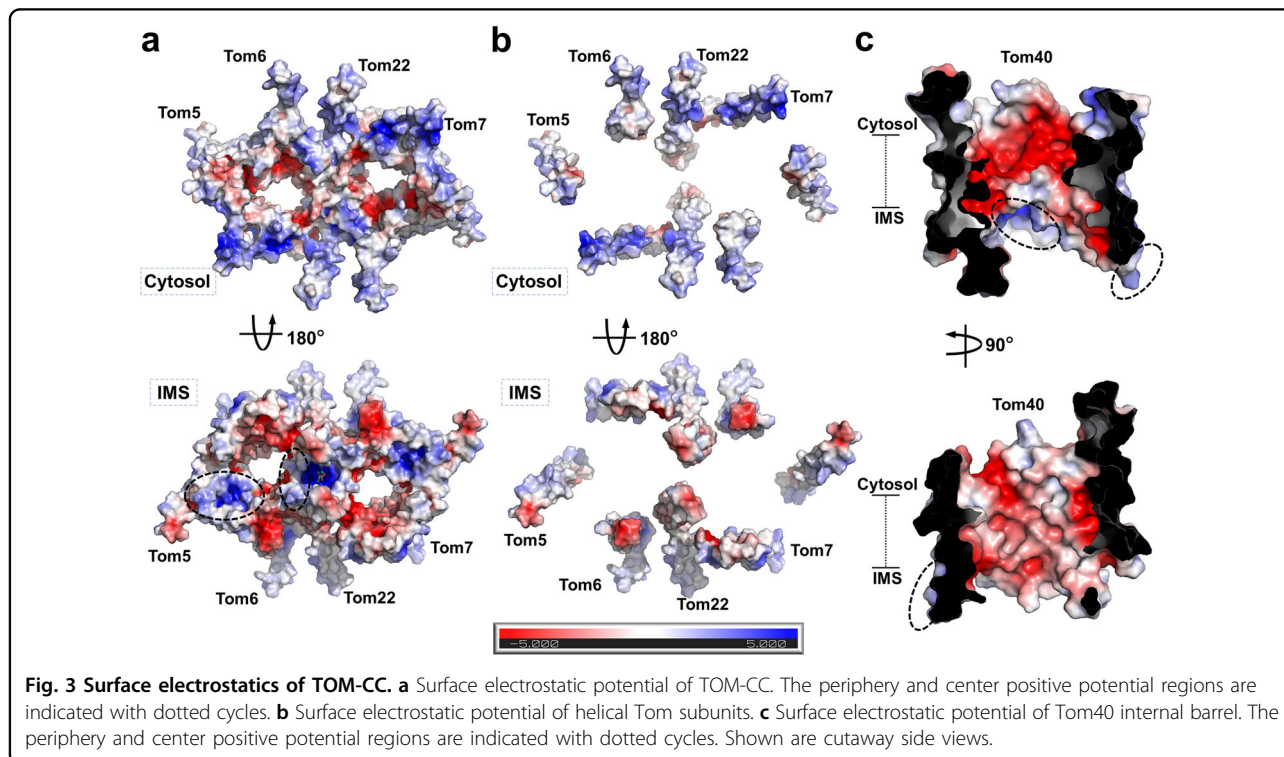 a
Tom6
Tom22
Tom5
Tom7
Cytosol
180°
IMS
Tom5
Tom7
Tom6
Tom22
b
Tom6
Tom22
Tom5
Tom7
Cytosol
180°
IMS
Tom5
Tom7
Tom6
Tom22
-5.000 5.000
c
Tom40
Cytosol
IMS
90°
Tom40
Cytosol
IMS
Fig. 3 Surface electrostatics of TOM-CC. a Surface electrostatic potential of TOM-CC. The periphery and center positive potential regions are
indicated with dotted cycles. b Surface electrostatic potential of helical Tom subunits. c Surface electrostatic potential of Tom40 internal barrel. The
periphery and center positive potential regions are indicated with dotted cycles. Shown are cutaway side views.